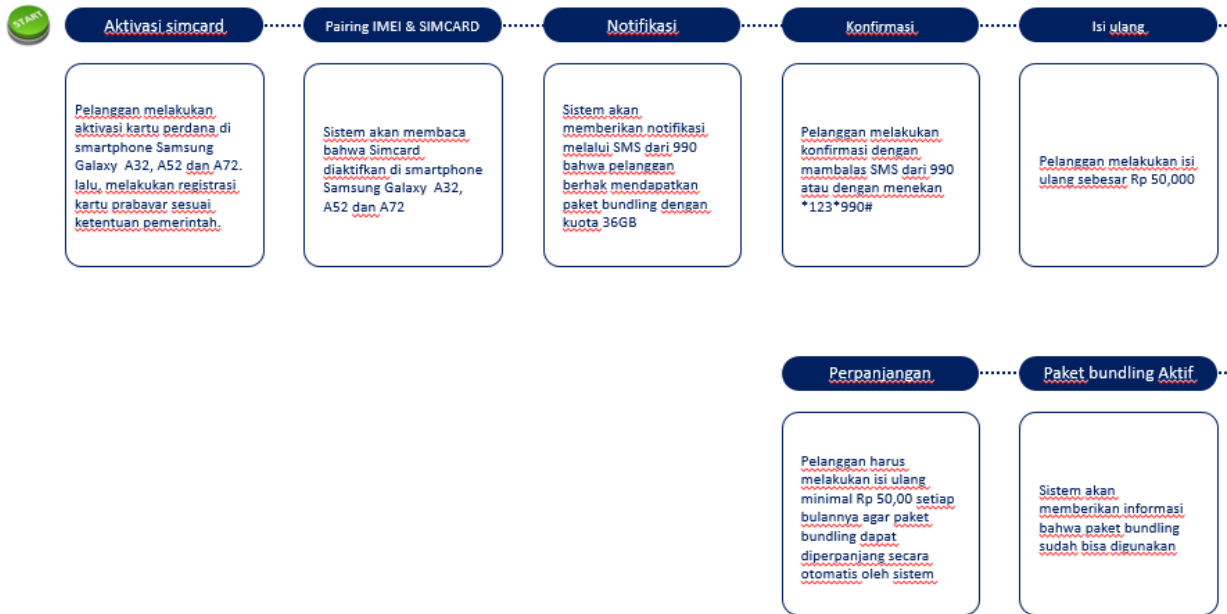 START
Aktivasi simcard
Pelanggan melakukan
aktivasi kartu perdana di
smartphone Samsung
Galaxy A32, A52 dan A72.
lalu, melakukan registrasi
kartu prabayar sesuai
ketentuan pemerintah.
Pairing IMEI & SIMCARD
Sistem akan membaca
bahwa Simcard
diaktifkan di smartphone
Samsung Galaxy A32,
A52 dan A72
Notifikasi
Sistem akan
memberikan notifikasi
melalui SMS dari 990
bahwa pelanggan
berhak mendapatkan
paket bundling dengan
kuota 36GB
Konfirmasi
Pelanggan melakukan
konfirmasi dengan
mambalas SMS dari 990
atau dengan menekan
*123*990#
Isi ulang
Pelanggan melakukan isi
ulang sebesar Rp 50,000
Paket bundling Aktif
Sistem akan
memberikan informasi
bahwa paket bundling
sudah bisa digunakan
Perpanjangan
Pelanggan harus
melakukan isi ulang
minimal Rp 50,00 setiap
bulannya agar paket
bundling dapat
diperpanjang secara
otomatis oleh sistem